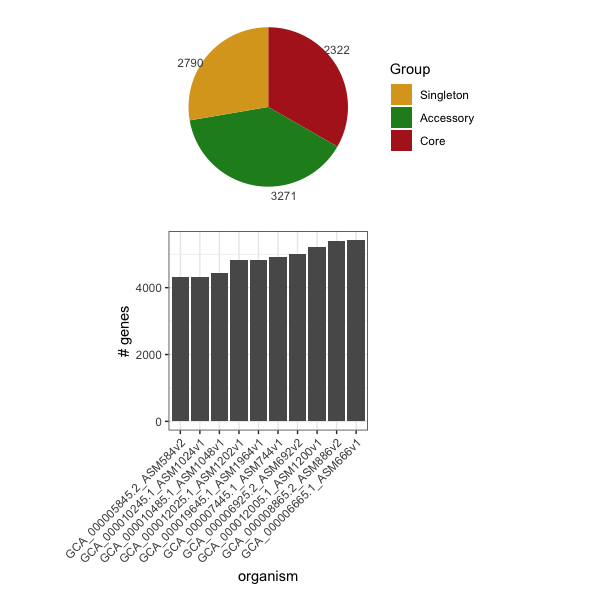 2322
2790
3271
Group
Singleton
Accessory
Core
4000
2000
0
# genes
GCA_000005845.2_ASM584v2
GCA_000010245.1_ASM1024v1
GCA_000010485.1_ASM1048v1
GCA_000012025.1_ASM1202v1
GCA_000019645.1_ASM1964v1
GCA_000007445.1_ASM744v1
GCA_000006925.2_ASM692v2
GCA_000012005.1_ASM1200v1
GCA_000008865.2_ASM886v2
GCA_000006665.1_ASM666v1
organism